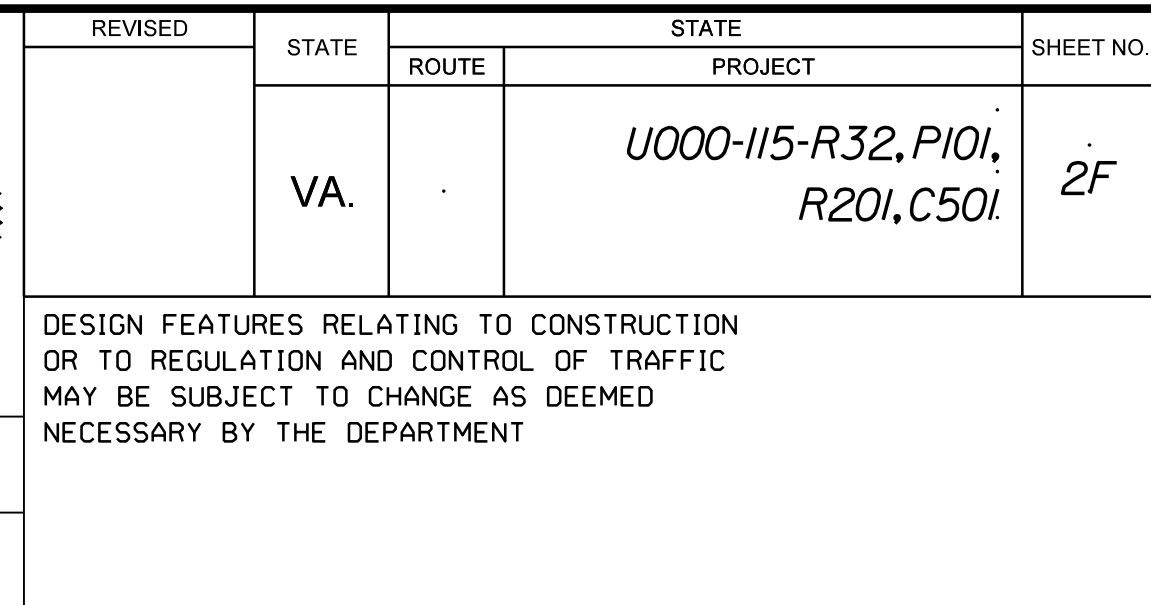 REVISED
STATE
STATE
SHEET NO.
ROUTE
PROJECT
VA.
U000-115-R32, P101,
R201, C501
2F
DESIGN FEATURES RELATING TO CONSTRUCTION
OR TO REGULATION AND CONTROL OF TRAFFIC
MAY BE SUBJECT TO CHANGE AS DEEMED
NECESSARY BY THE DEPARTMENT